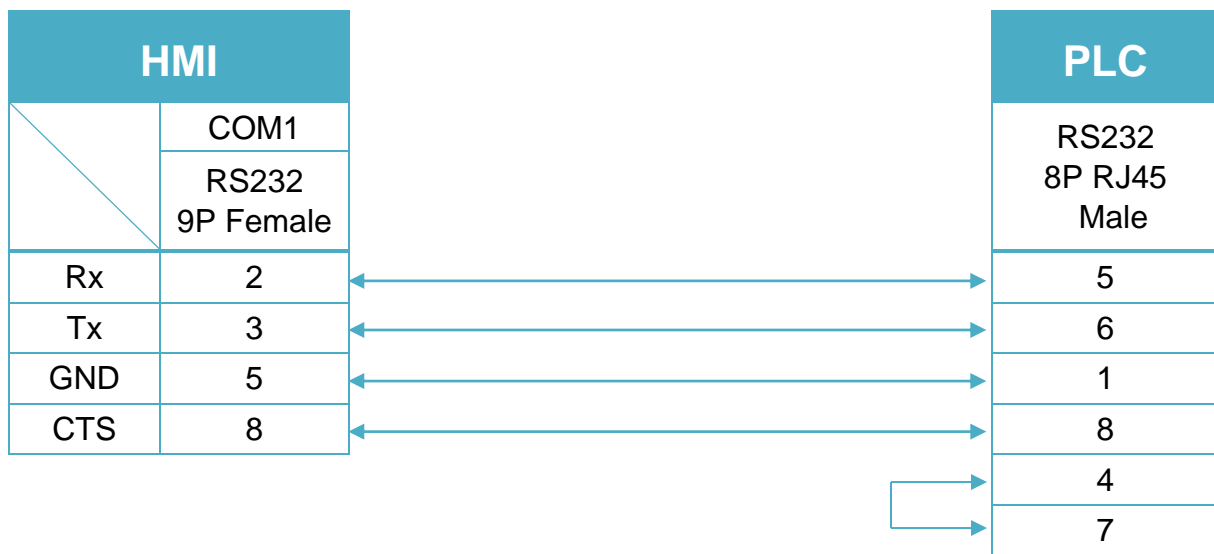 HMI
PLC
COM1
RS232
9P Female
RS232
8P RJ45
Male
Rx 2 5
Tx 3 6
GND 5 1
CTS 8 8
4
7